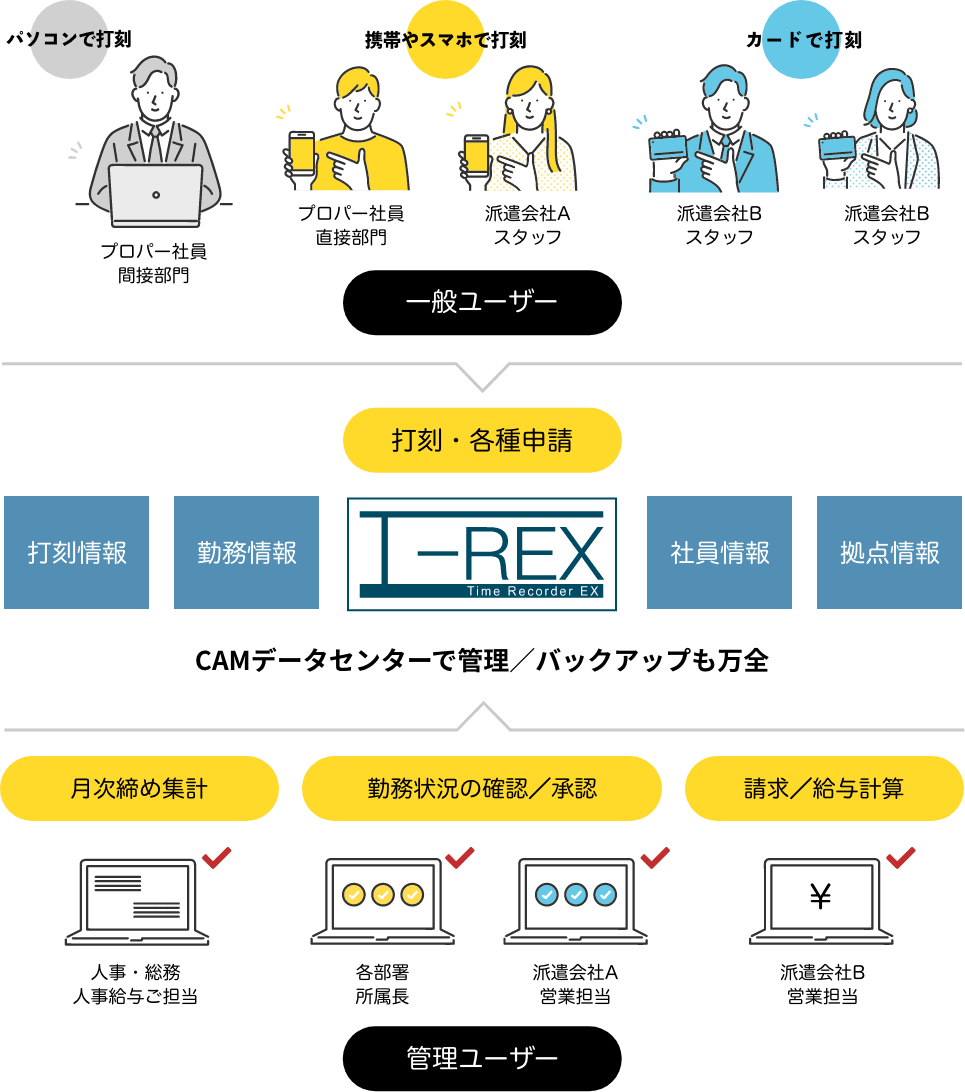 パソコンで打刻
携帯やスマホで打刻
カードで打刻
プロパー社員
間接部門
プロパー社員
直接部門
派遣会社A
スタッフ
派遣会社B
スタッフ
派遣会社B
スタッフ
一般ユーザー
打刻・各種申請
打刻情報
勤務情報
T-REX
Time Recorder EX
社員情報
拠点情報
CAMデータセンターで管理／バックアップも万全
月次締め集計
勤務状況の確認／承認
請求／給与計算
¥
人事・総務
人事給与ご担当
各部署
所属長
派遣会社A
営業担当
派遣会社B
営業担当
管理ユーザー